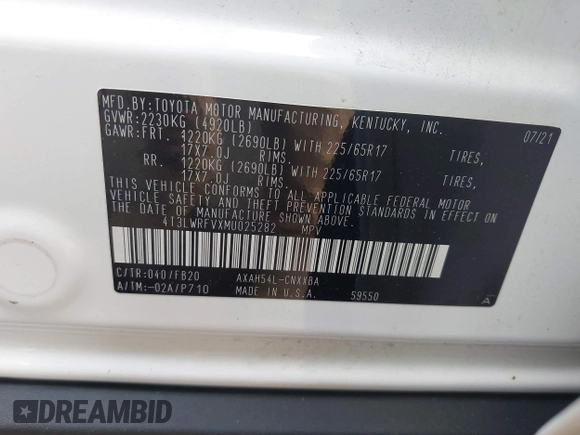 MFD.BY:TOYOTA MOTOR MANUFACTURING, KENTUCKY, INC. 07/21
GVWR:2230KG (4920LB)
GAWR:FRT. 1220KG (2690LB) WITH 225/65R17 TIRES,
17X7.0J RIMS.
RR. 1220KG (2690LB) WITH 225/65R17 TIRES,
17X7.0J RIMS.
THIS VEHICLE CONFORMS TO ALL APPLICABLE FEDERAL MOTOR
VEHICLE SAFETY AND THEFT PREVENTION STANDARDS IN EFFECT
ON THE DATE OF MANUFACTURE SHOWN ABOVE.
4T3LWRFVXMU025282 MPV
C/TR:040/FB20 AXAH54L-CNXXBA
A/TM:-02A/P710 MADE IN U.S.A. 59550 A
DREAMBID